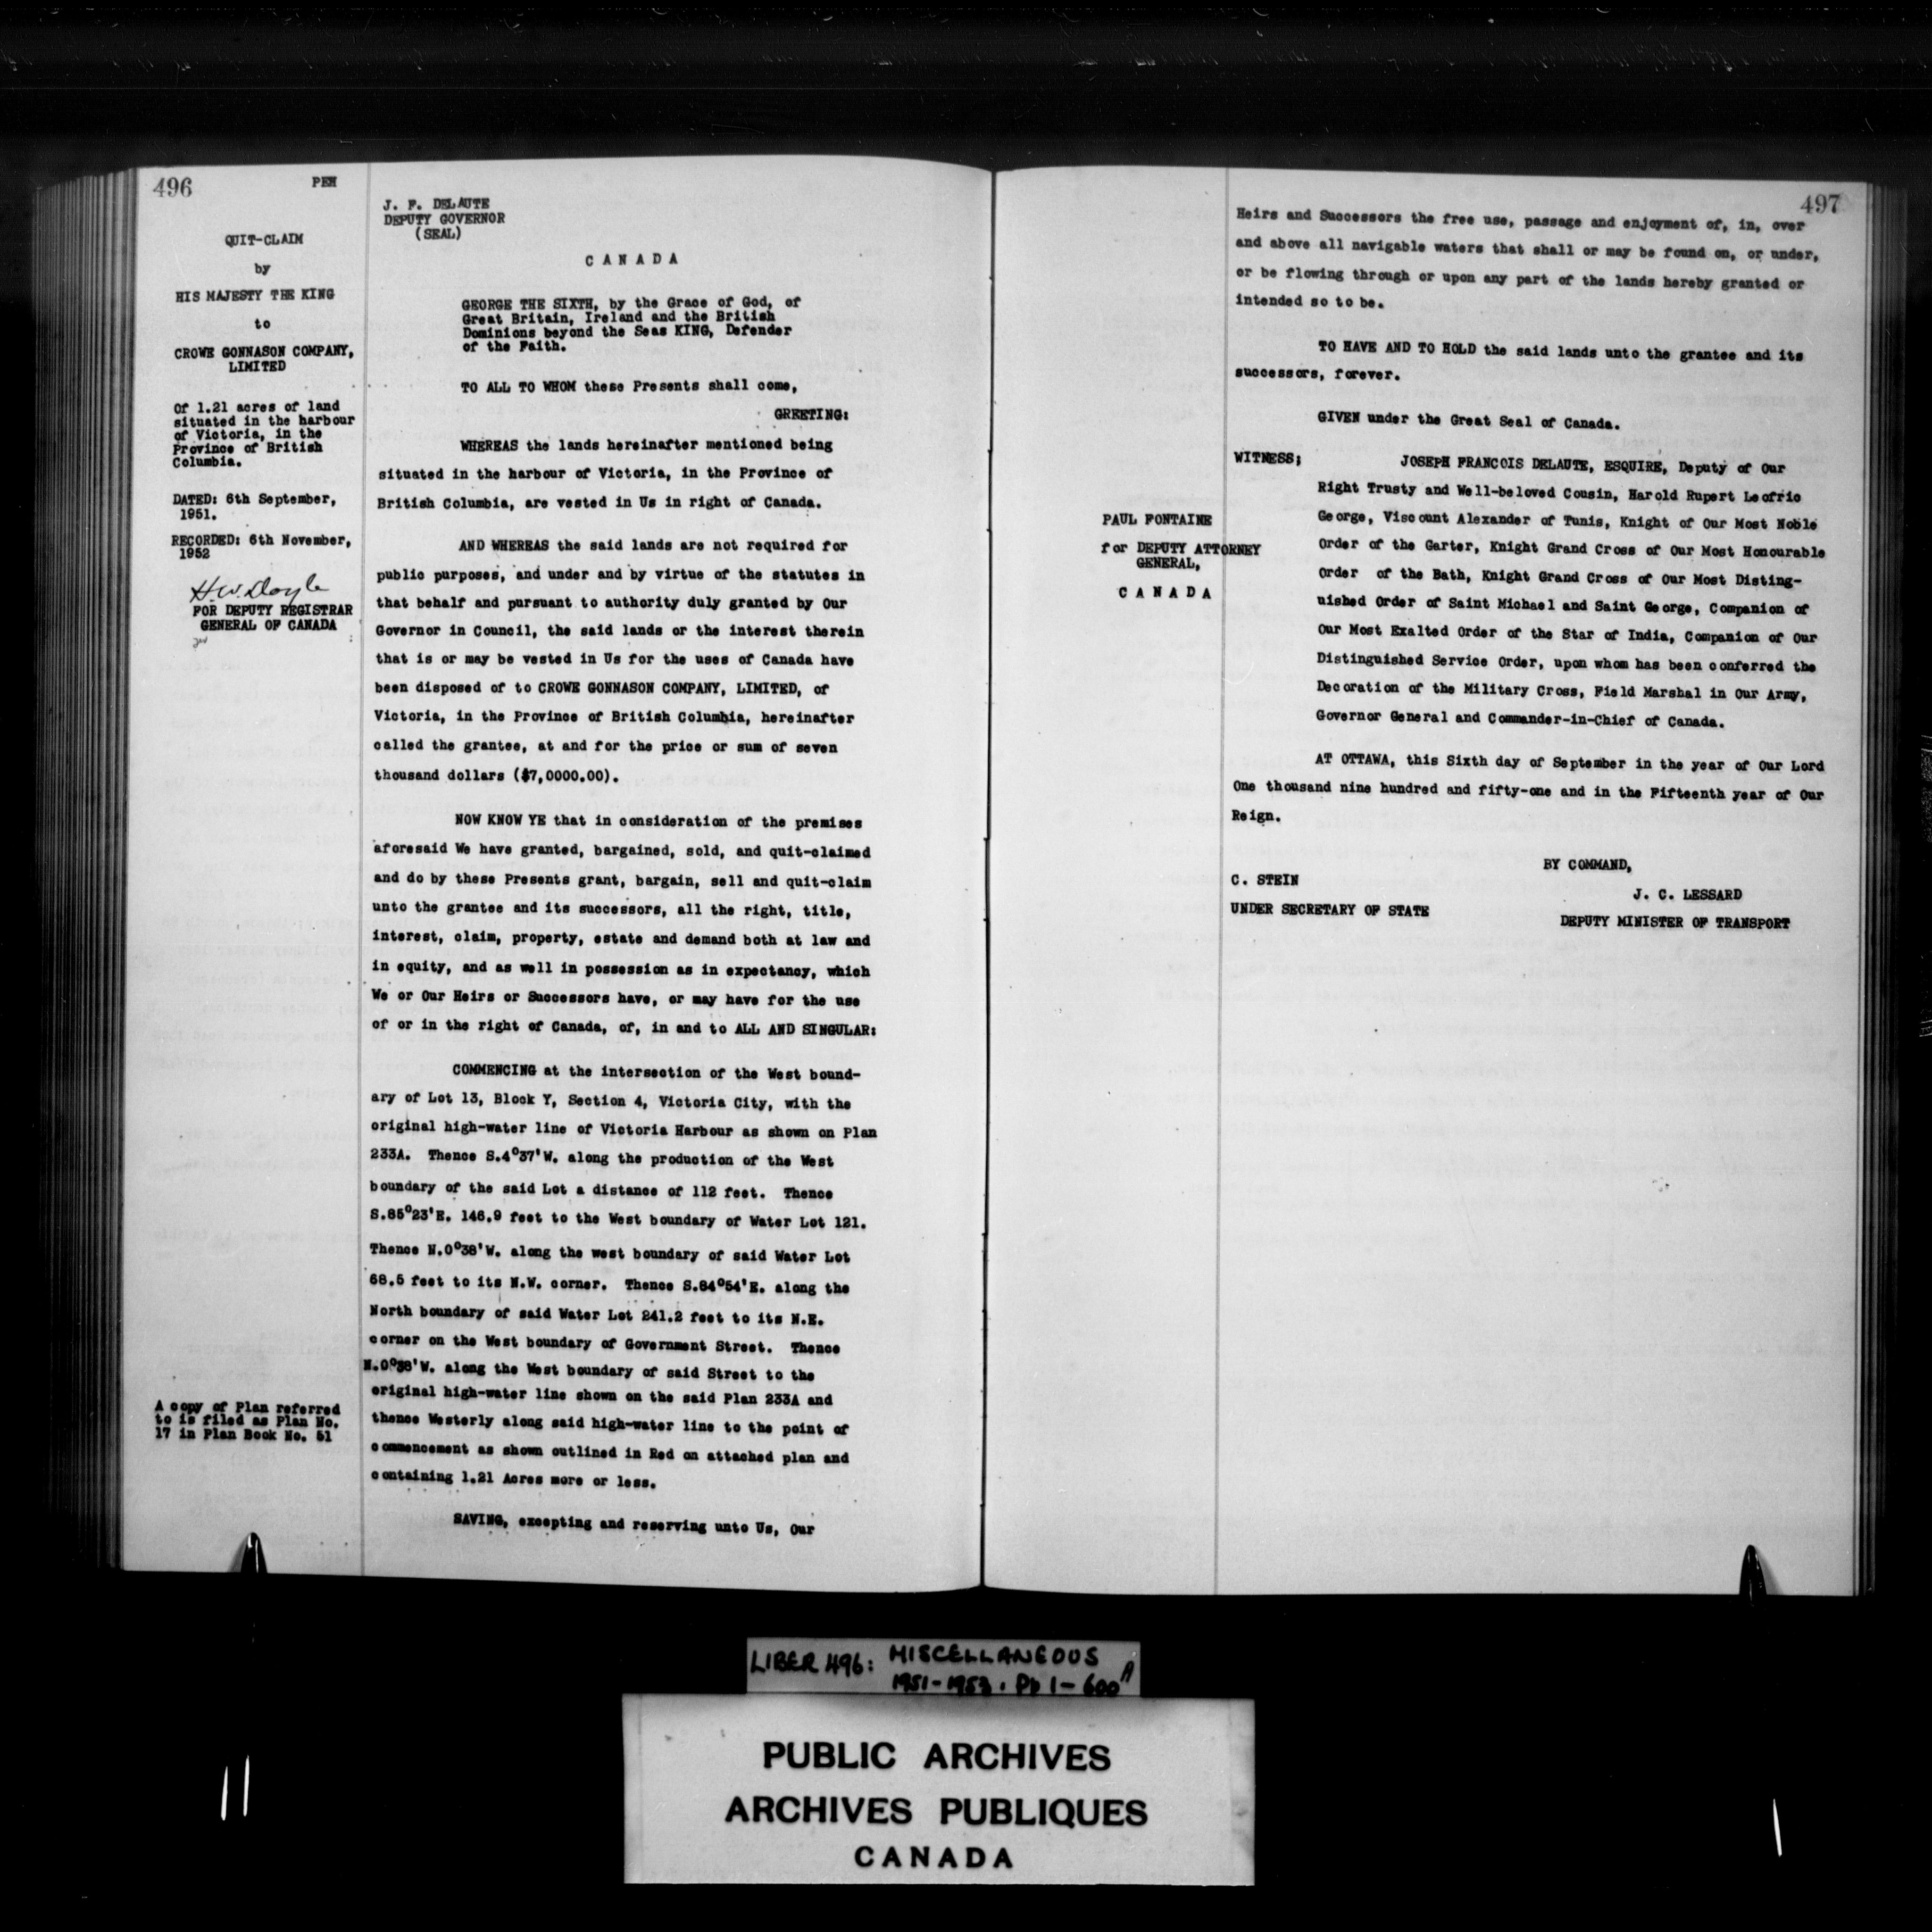 496
PEH
QUIT-CLAIM
by
HIS MAJESTY THE KING
to
CROWE GONNASON COMPANY,
LIMITED
Of 1.21 acres of land
situated in the harbour
of Victoria, in the
Province of British
Columbia.
DATED: 6th September,
1951.
RECORDED: 6th November,
1952
H.W. Doyle
FOR DEPUTY REGISTRAR
GENERAL OF CANADA
A copy of Plan referred
to is filed as Plan No.
17 in Plan Book No. 51
J. F. DELAUTE
DEPUTY GOVERNOR
(SEAL)
CANADA
GEORGE THE SIXTH, by the Grace of God, of
Great Britain, Ireland and the British
Dominions beyond the Seas KING, Defender
of the Faith.
TO ALL TO WHOM these Presents shall come,
GREETING:
WHEREAS the lands hereinafter mentioned being
situated in the harbour of Victoria, in the Province of
British Columbia, are vested in Us in right of Canada.
AND WHEREAS the said lands are not required for
public purposes, and under and by virtue of the statutes in
that behalf and pursuant to authority duly granted by Our
Governor in Council, the said lands or the interest therein
that is or may be vested in Us for the uses of Canada have
been disposed of to CROWE GONNASON COMPANY, LIMITED, of
Victoria, in the Province of British Columbia, hereinafter
called the grantee, at and for the price or sum of seven
thousand dollars ($7,0000.00).
NOW KNOW YE that in consideration of the premises
aforesaid We have granted, bargained, sold, and quit-claimed
and do by these Presents grant, bargain, sell and quit-claim
unto the grantee and its successors, all the right, title,
interest, claim, property, estate and demand both at law and
in equity, and as well in possession as in expectancy, which
We or Our Heirs or Successors have, or may have for the use
of or in the right of Canada, of, in and to ALL AND SINGULAR:
COMMENCING at the intersection of the West bound-
ary of Lot 13, Block Y, Section 4, Victoria City, with the
original high-water line of Victoria Harbour as shown on Plan
233A. Thence S.4°37'W. along the production of the West
boundary of the said Lot a distance of 112 feet. Thence
S.85°23'E. 146.9 feet to the West boundary of Water Lot 121.
Thence N.0°38'W. along the west boundary of said Water Lot
68.5 feet to its N.W. corner. Thence S.84°54'E. along the
North boundary of said Water Lot 241.2 feet to its N.E.
corner on the West boundary of Government Street. Thence
N.0°38'W. along the West boundary of said Street to the
original high-water line shown on the said Plan 233A and
thence Westerly along said high-water line to the point of
commencement as shown outlined in Red on attached plan and
containing 1.21 Acres more or less.
SAVING, excepting and reserving unto Us, Our
497
Heirs and Successors the free use, passage and enjoyment of, in, over
and above all navigable waters that shall or may be found on, or under,
or be flowing through or upon any part of the lands hereby granted or
intended so to be.
TO HAVE AND TO HOLD the said lands unto the grantee and its
successors, forever.
GIVEN under the Great Seal of Canada.
PAUL FONTAINE
for DEPUTY ATTORNEY
GENERAL,
CANADA
WITNESS; JOSEPH FRANCOIS DELAUTE, ESQUIRE, Deputy of Our
Right Trusty and Well-beloved Cousin, Harold Rupert Leofric
George, Viscount Alexander of Tunis, Knight of Our Most Noble
Order of the Garter, Knight Grand Cross of Our Most Honourable
Order of the Bath, Knight Grand Cross of Our Most Disting-
uished Order of Saint Michael and Saint George, Companion of
Our Most Exalted Order of the Star of India, Companion of Our
Distinguished Service Order, upon whom has been conferred the
Decoration of the Military Cross, Field Marshal in Our Army,
Governor General and Commander-in-Chief of Canada.
AT OTTAWA, this Sixth day of September in the year of Our Lord
One thousand nine hundred and fifty-one and in the Fifteenth year of Our
Reign.
BY COMMAND,
C. STEIN
UNDER SECRETARY OF STATE
J. C. LESSARD
DEPUTY MINISTER OF TRANSPORT
LIBER 496: MISCELLANEOUS
1951-1953. Pp 1-600 A
PUBLIC ARCHIVES
ARCHIVES PUBLIQUES
CANADA